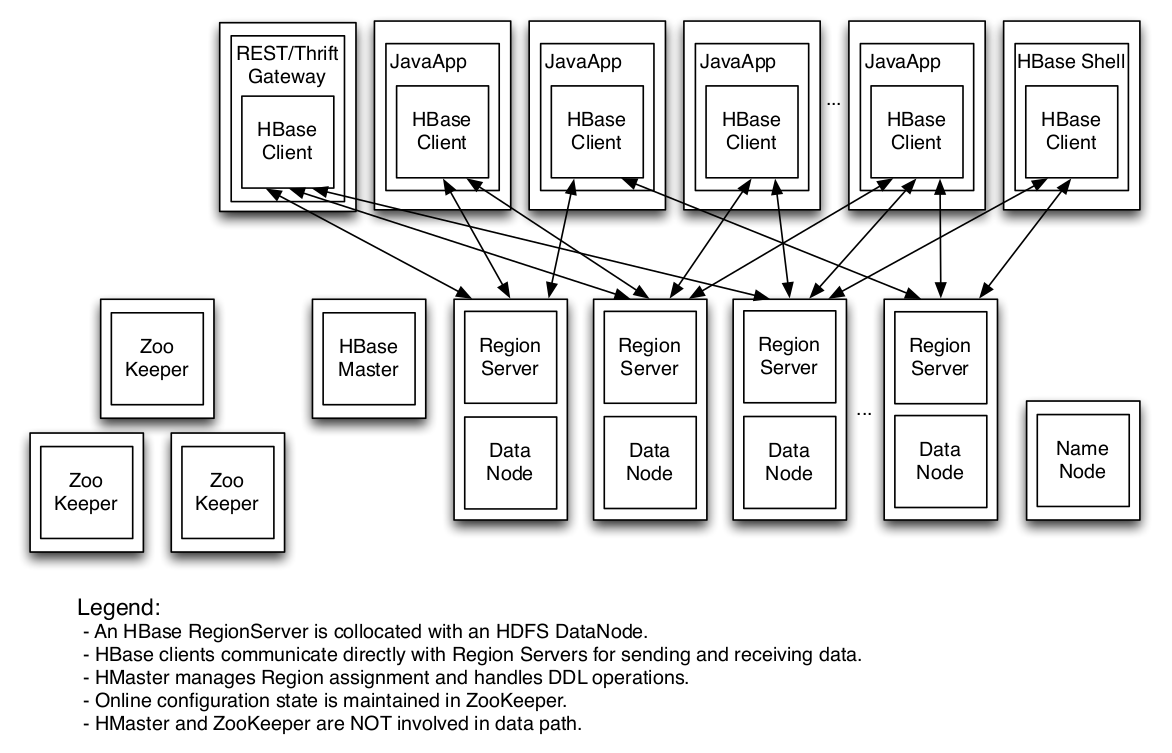 REST/Thrift
Gateway
HBase
Client
JavaApp
HBase
Client
JavaApp
HBase
Client
JavaApp
HBase
Client
...
JavaApp
HBase
Client
HBase Shell
HBase
Client
Zoo
Keeper
Zoo
Keeper
Zoo
Keeper
HBase
Master
Region
Server
Data
Node
Region
Server
Data
Node
Region
Server
Data
Node
...
Region
Server
Data
Node
Name
Node
Legend:
- An HBase RegionServer is collocated with an HDFS DataNode.
- HBase clients communicate directly with Region Servers for sending and receiving data.
- HMaster manages Region assignment and handles DDL operations.
- Online configuration state is maintained in ZooKeeper.
- HMaster and ZooKeeper are NOT involved in data path.